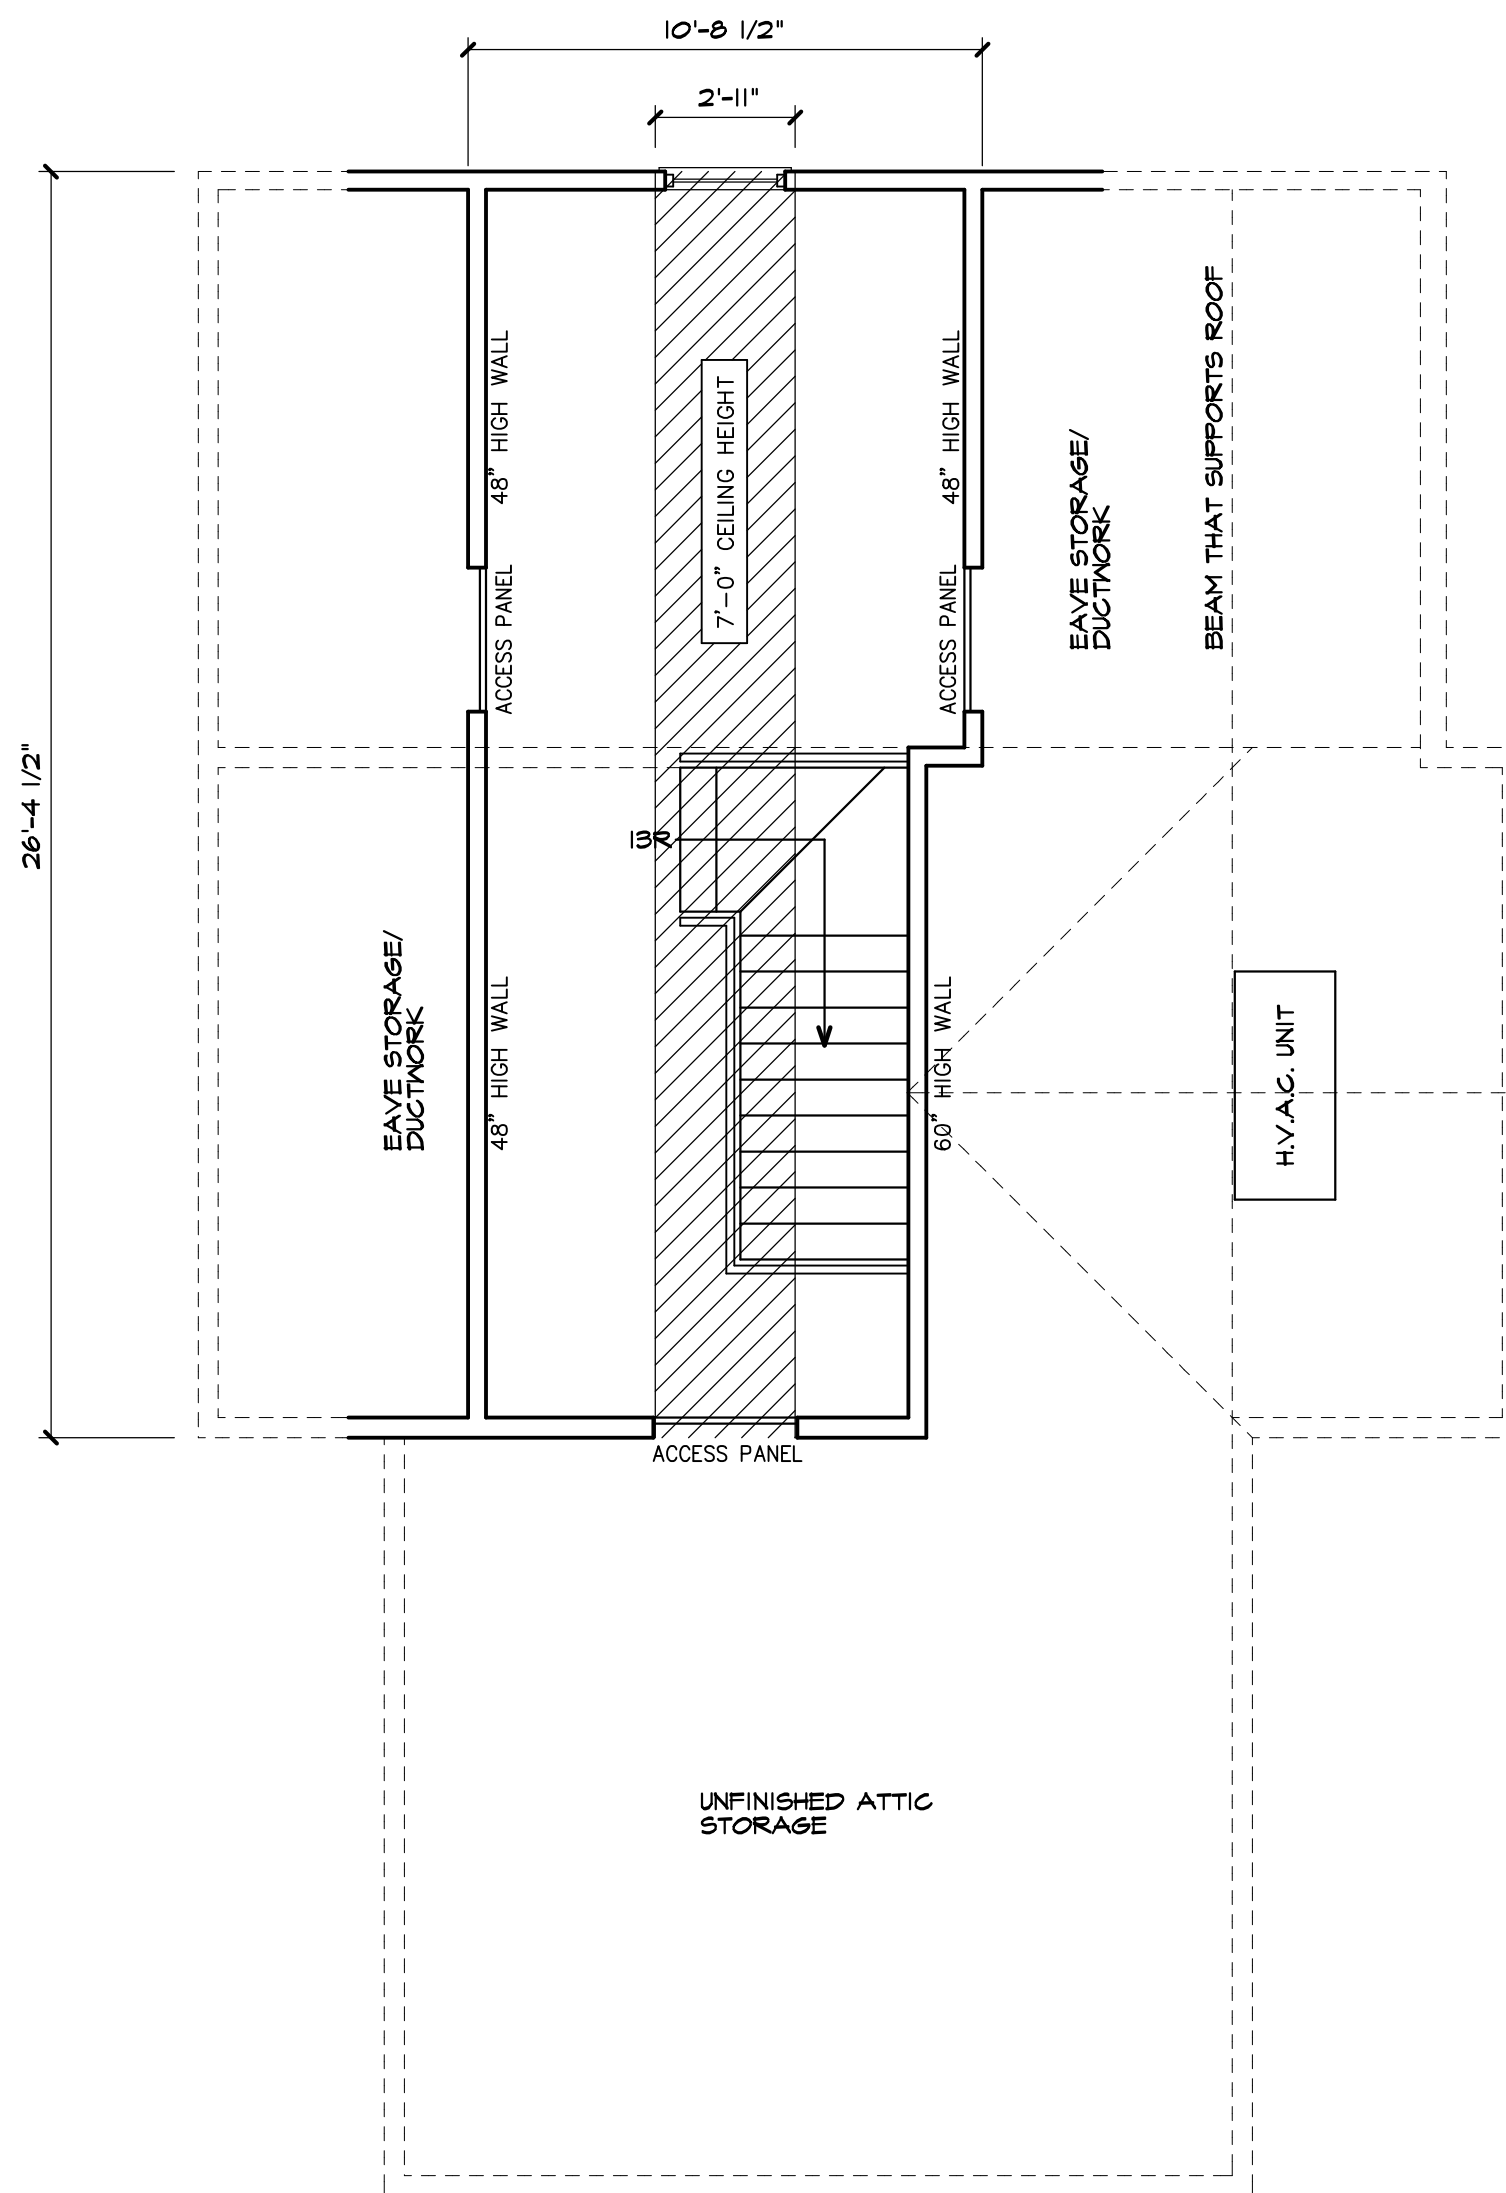 10'-8 1/2"
2'-11"
26'-4 1/2"
48" HIGH WALL
7'-0" CEILING HEIGHT
48" HIGH WALL
ACCESS PANEL
ACCESS PANEL
EAVE STORAGE/
DUCTWORK
BEAM THAT SUPPORTS ROOF
13R
EAVE STORAGE/
DUCTWORK
48" HIGH WALL
60" HIGH WALL
H.V.A.C. UNIT
ACCESS PANEL
UNFINISHED ATTIC
STORAGE